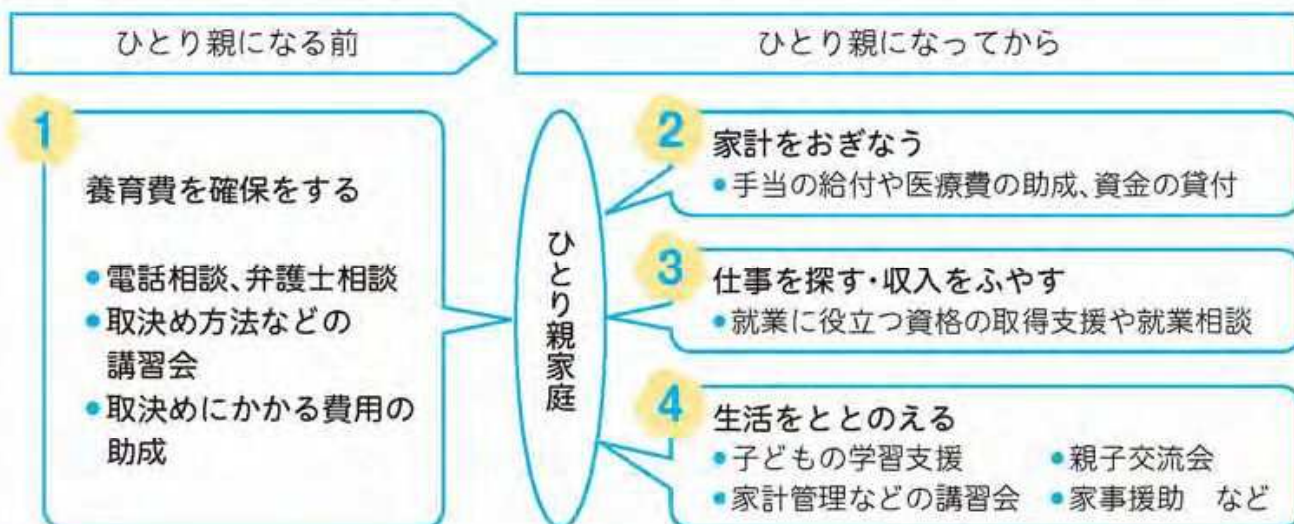 ひとり親になる前
ひとり親になってから
1
養育費を確保をする
●電話相談、弁護士相談
●取決め方法などの
講習会
●取決めにかかる費用の
助成
ひとり親家庭
2
家計をおぎなう
●手当の給付や医療費の助成、資金の貸付
3
仕事を探す・収入をふやす
●就業に役立つ資格の取得支援や就業相談
4
生活をととのえる
●子どもの学習支援 ●親子交流会
●家計管理などの講習会 ●家事援助 など